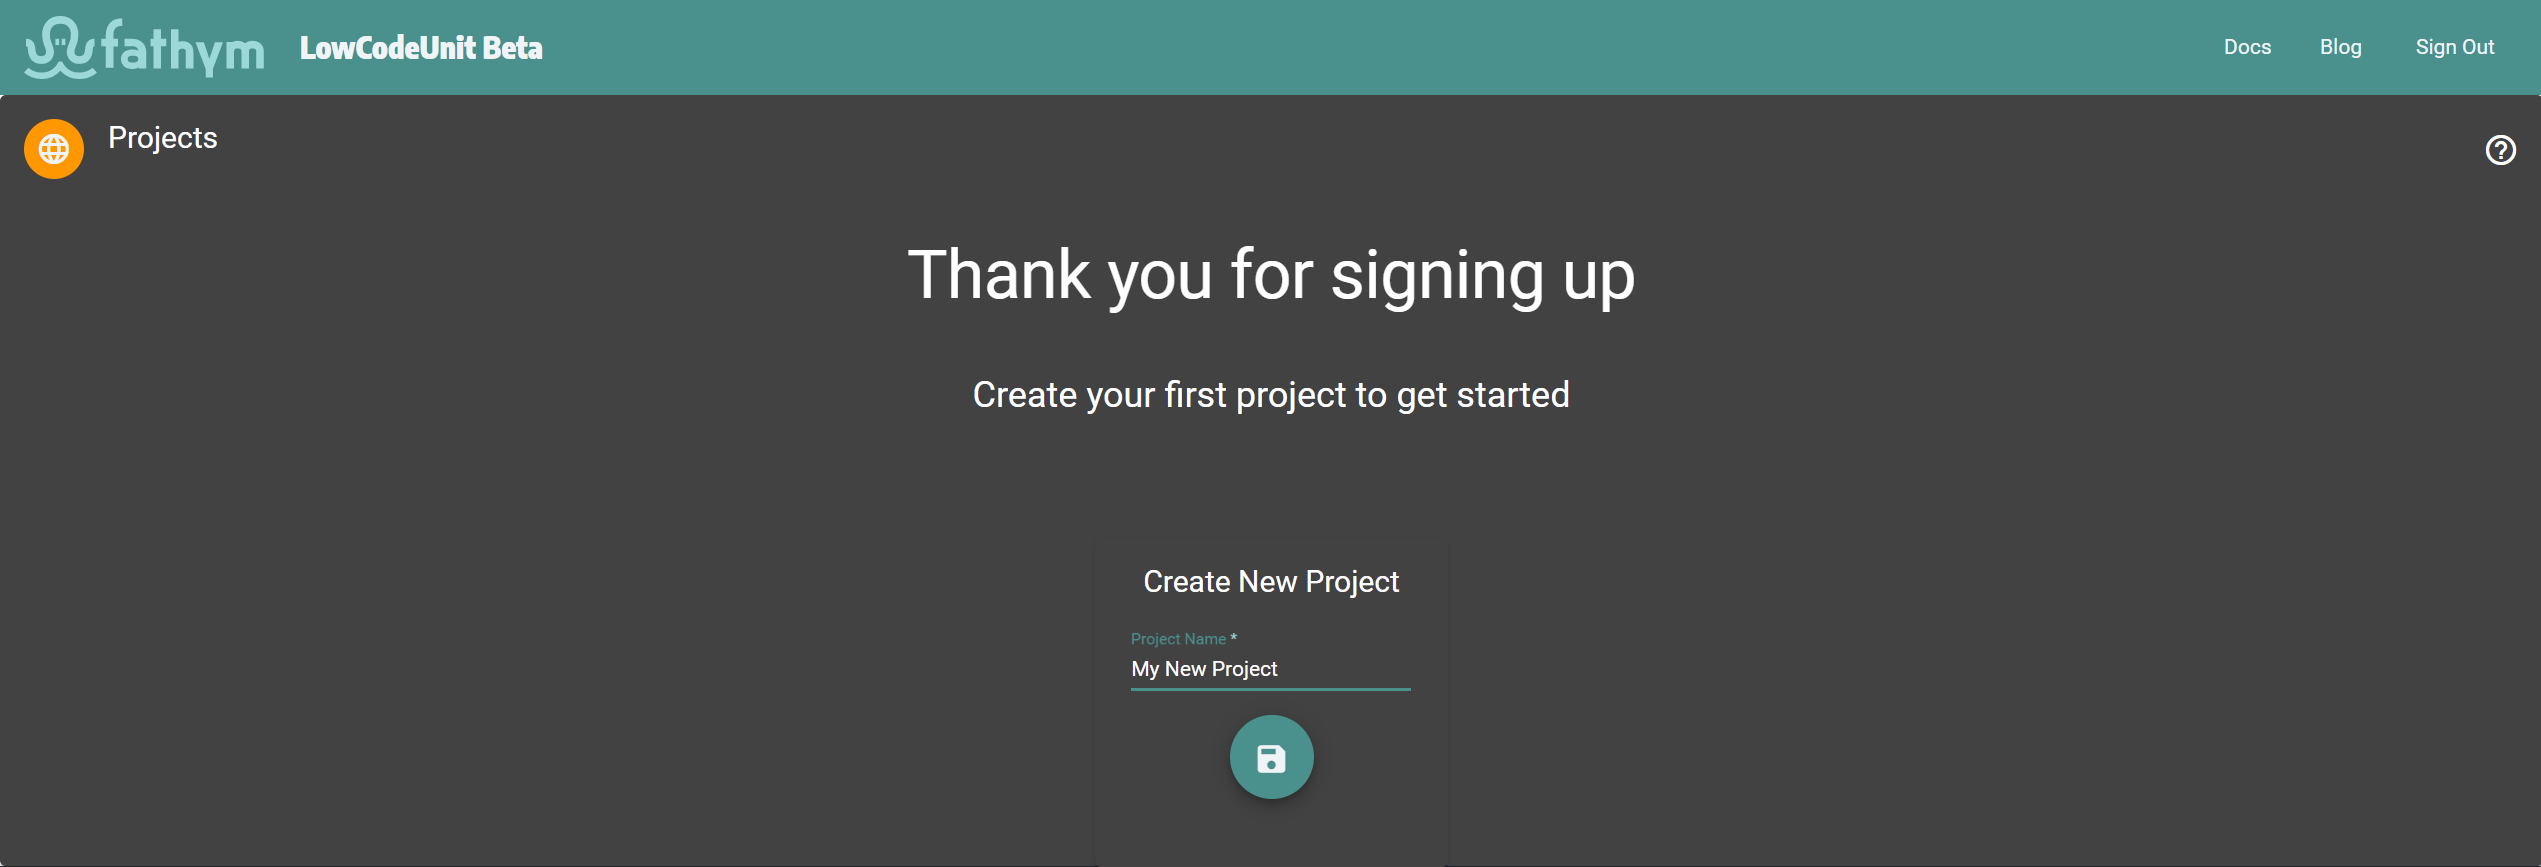 fathym LowCodeUnit Beta Docs Blog Sign Out
Projects
Thank you for signing up
Create your first project to get started
Create New Project
Project Name *
My New Project